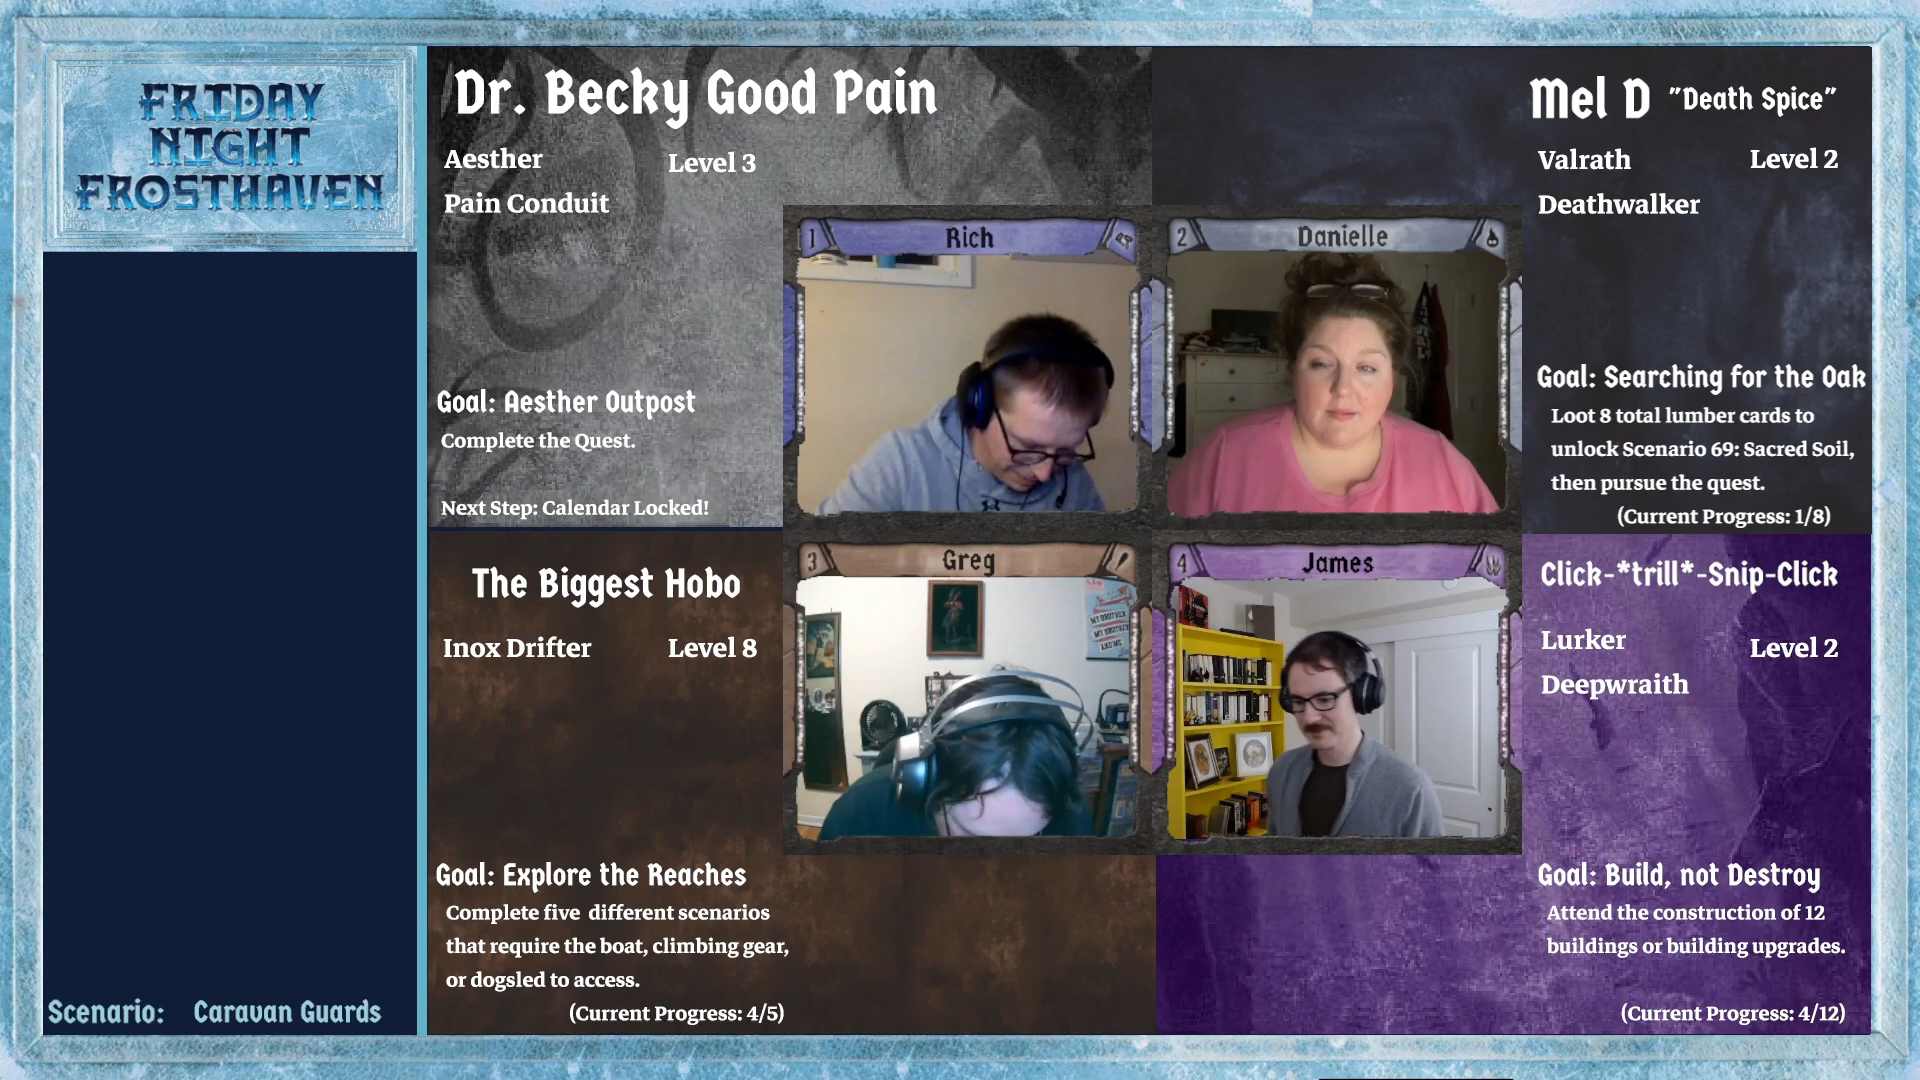 FRIDAY
NIGHT
FROSTHAVEN
Scenario: Caravan Guards
Dr. Becky Good Pain
Aesther
Level 3
Pain Conduit
Goal: Aesther Outpost
Complete the Quest.
Next Step: Calendar Locked!
Mel D "Death Spice"
Valrath
Level 2
Deathwalker
Goal: Searching for the Oak
Loot 8 total lumber cards to
unlock Scenario 69: Sacred Soil,
then pursue the quest.
(Current Progress: 1/8)
1 Rich
2 Danielle
3 Greg
4 James
MY BROTHER
MY BROTHER
AND ME
The Biggest Hobo
Inox Drifter
Level 8
Goal: Explore the Reaches
Complete five different scenarios
that require the boat, climbing gear,
or dogsled to access.
(Current Progress: 4/5)
Click-*trill*-Snip-Click
Lurker
Level 2
Deepwraith
Goal: Build, not Destroy
Attend the construction of 12
buildings or building upgrades.
(Current Progress: 4/12)